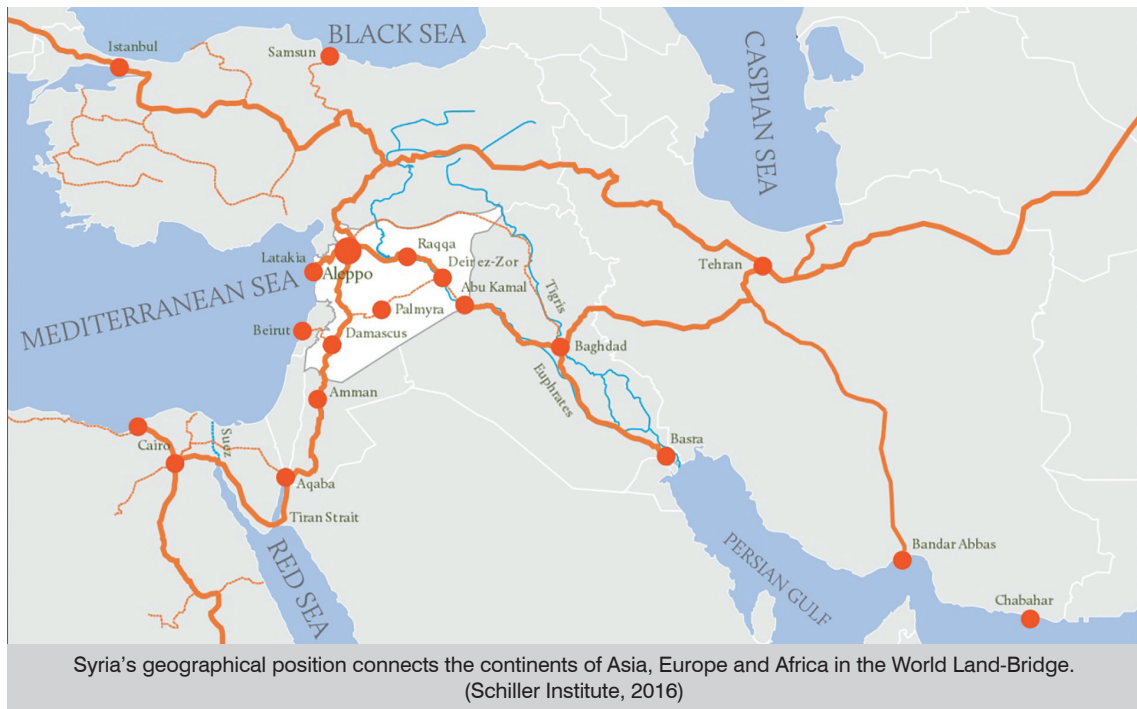 BLACK SEA
Istanbul
Samsun
CASPIAN SEA
Latakia
Aleppo
Raqqa
Deir ez-Zor
Abu Kamal
Tehran
MEDITERRANEAN SEA
Tigris
Palmyra
Beirut
Damascus
Baghdad
Euphrates
Amman
Cairo
Suez
Basra
Aqaba
Tiran Strait
RED SEA
PERSIAN GULF
Bandar Abbas
Chabahar
Syria’s geographical position connects the continents of Asia, Europe and Africa in the World Land-Bridge.
(Schiller Institute, 2016)